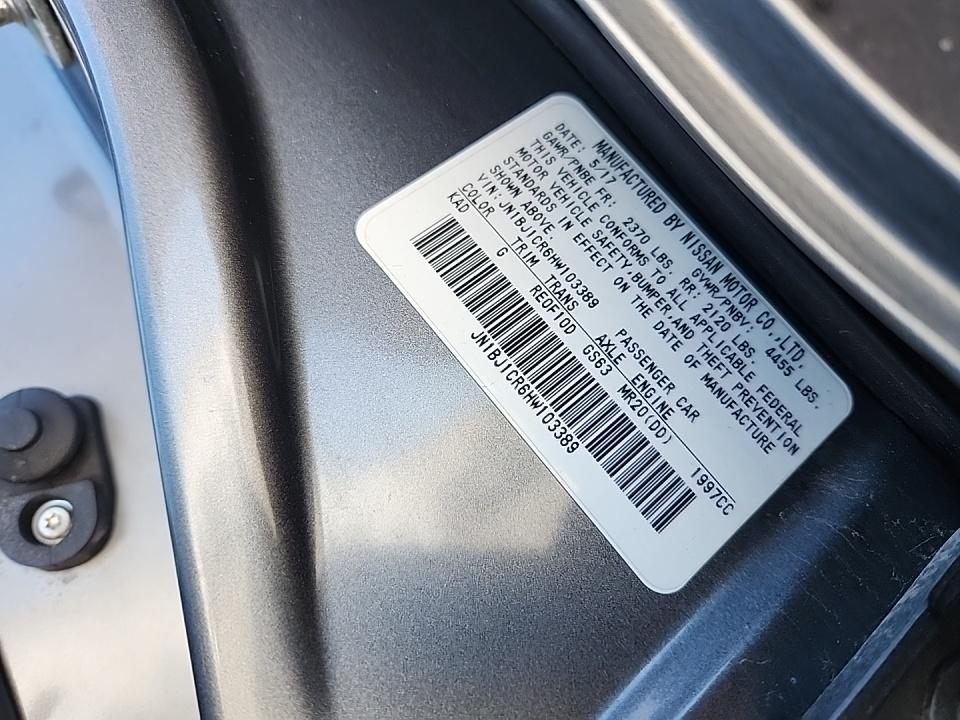 MANUFACTURED BY NISSAN MOTOR CO.,LTD.
DATE: 5/17 GVWR/PNBV: 4455 LBS.
GAWR/PNBE FR: 2370 LBS. RR: 2120 LBS.
THIS VEHICLE CONFORMS TO ALL APPLICABLE FEDERAL
MOTOR VEHICLE SAFETY,BUMPER,AND THEFT PREVENTION
STANDARDS IN EFFECT ON THE DATE OF MANUFACTURE
SHOWN ABOVE.
VIN:JN1BJ1CR6HW103389 PASSENGER CAR
COLOR TRIM TRANS AXLE ENGINE
KAD G RE0F10D GS63 MR20(DD) 1997CC
JN1BJ1CR6HW103389